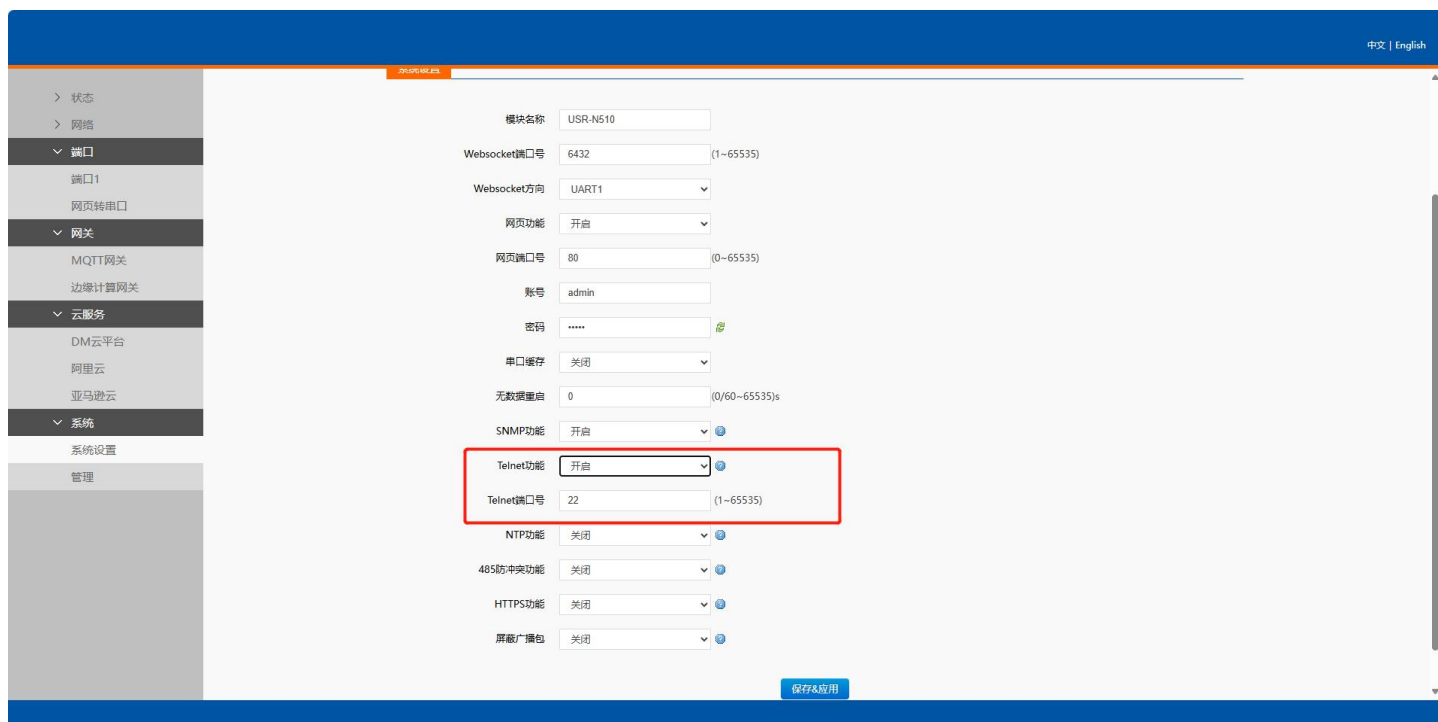 中文 | English
系统设置
状态
网络
端口
端口1
网页转串口
网关
MQTT网关
边缘计算网关
云服务
DM云平台
阿里云
亚马逊云
系统
系统设置
管理
模块名称 USR-N510
Websocket端口号 6432 (1~65535)
Websocket方向 UART1
网页功能 开启
网页端口号 80 (0~65535)
账号 admin
密码 •••••
串口缓存 关闭
无数据重启 0 (0/60~65535)s
SNMP功能 开启
Telnet功能 开启
Telnet端口号 22 (1~65535)
NTP功能 关闭
485防冲突功能 关闭
HTTPS功能 关闭
屏蔽广播包 关闭
保存&应用